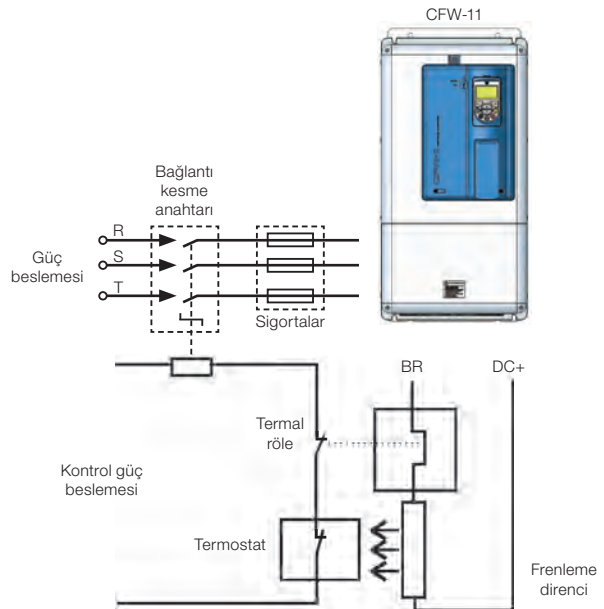 CFW-11
Bağlantı
kesme
anahtarı
R
Güç
beslemesi
S
T
Sigortalar
BR
DC+
Termal
röle
Kontrol güç
beslemesi
Termostat
Frenleme
direnci